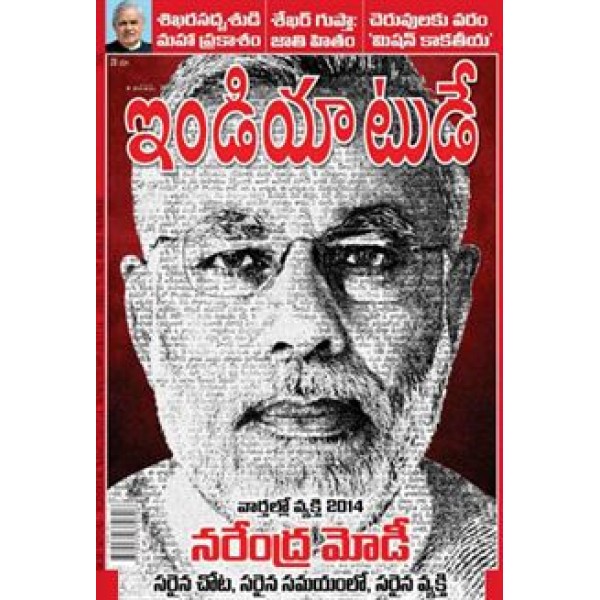 శిఖరసదృశుడి
మహా ప్రకాశం
శేఖర్ గుప్తా:
జాతి హితం
చెరువులకు వరం
'మిషన్ కాకతీయ'
ఇండియా టుడే
వార్తల్లో వ్యక్తి 2014
నరేంద్ర మోడీ
సరైన చోట, సరైన సమయంలో, సరైన వ్యక్తి